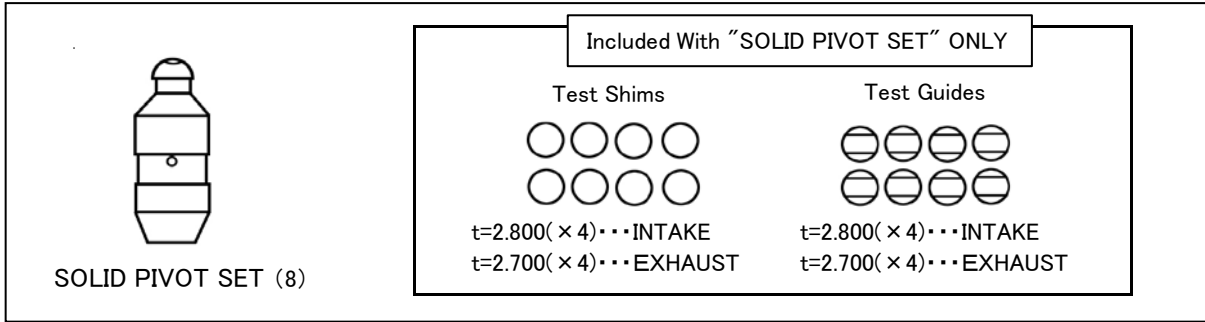 Included With "SOLID PIVOT SET" ONLY
Test Shims
Test Guides
t=2.800(×4)･･･INTAKE
t=2.700(×4)･･･EXHAUST
t=2.800(×4)･･･INTAKE
t=2.700(×4)･･･EXHAUST
SOLID PIVOT SET (8)